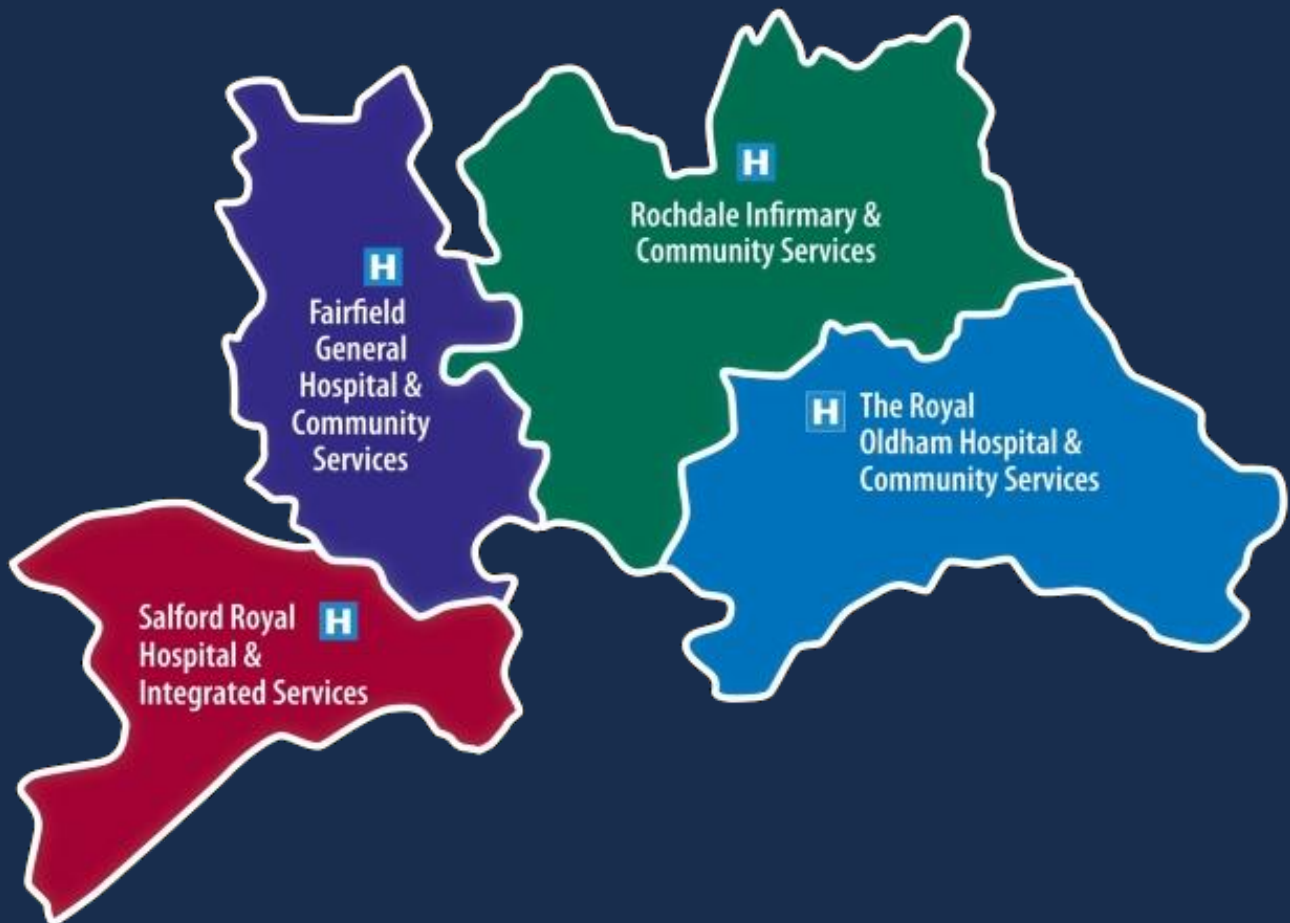 H
Rochdale Infirmary &
Community Services
H
Fairfield
General
Hospital &
Community
Services
H
The Royal
Oldham Hospital &
Community Services
Salford Royal
H
Hospital &
Integrated Services